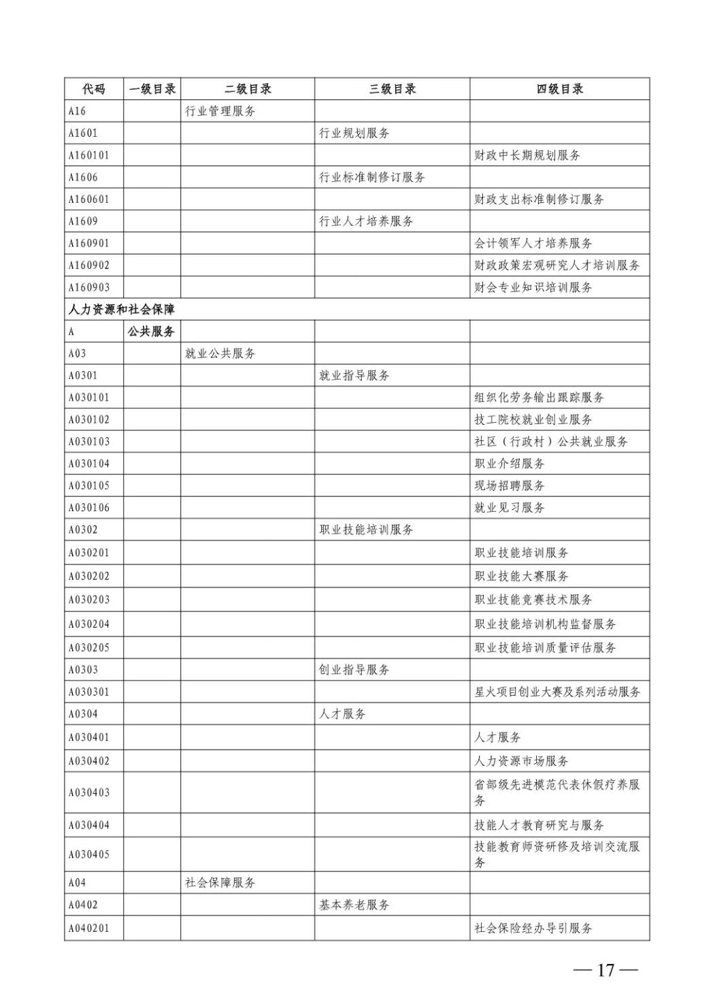 代码 一级目录 二级目录 三级目录 四级目录
A16 行业管理服务
A1601 行业规划服务
A160101 财政中长期规划服务
A1606 行业标准制修订服务
A160601 财政支出标准制修订服务
A1609 行业人才培养服务
A160901 会计领军人才培养服务
A160902 财政政策宏观研究人才培训服务
A160903 财会专业知识培训服务
人力资源和社会保障
A 公共服务
A03 就业公共服务
A0301 就业指导服务
A030101 组织化劳务输出跟踪服务
A030102 技工院校就业创业服务
A030103 社区（行政村）公共就业服务
A030104 职业介绍服务
A030105 现场招聘服务
A030106 就业见习服务
A0302 职业技能培训服务
A030201 职业技能培训服务
A030202 职业技能大赛服务
A030203 职业技能竞赛技术服务
A030204 职业技能培训机构监督服务
A030205 职业技能培训质量评估服务
A0303 创业指导服务
A030301 星火项目创业大赛及系列活动服务
A0304 人才服务
A030401 人才服务
A030402 人力资源市场服务
A030403 省部级先进模范代表休假疗养服
务
A030404 技能人才教育研究与服务
A030405 技能教育师资研修及培训交流服
务
A04 社会保障服务
A0402 基本养老服务
A040201 社会保险经办导引服务
— 17 —